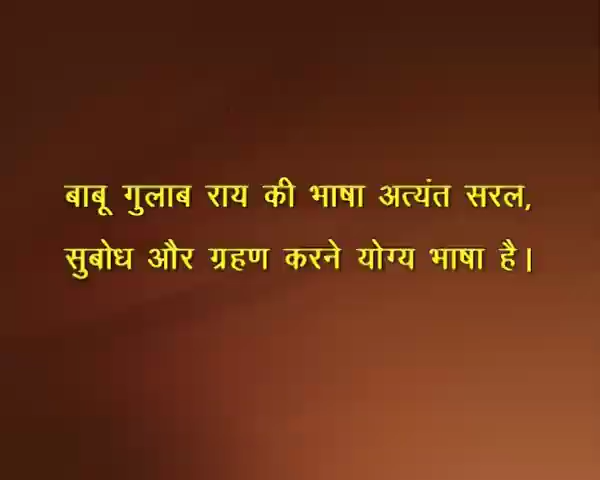 बाबू गुलाब राय की भाषा अत्यंत सरल,
सुबोध और ग्रहण करने योग्य भाषा है।